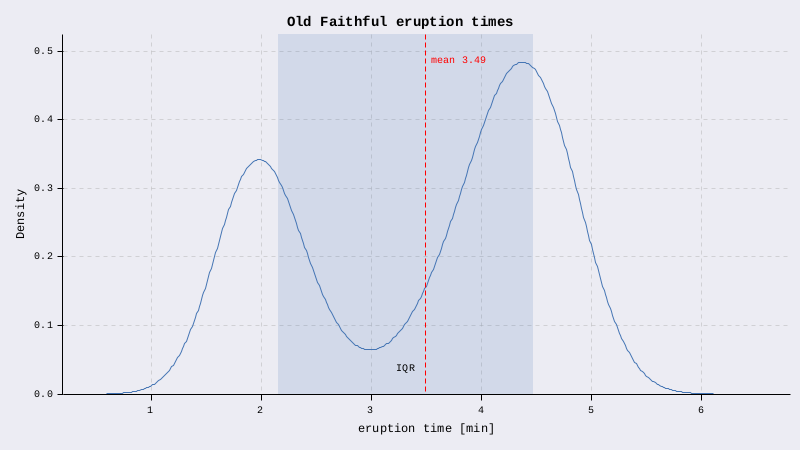 Old Faithful eruption times
mean 3.49
IQR
Density
0.5
0.4
0.3
0.2
0.1
0.0
1 2 3 4 5 6
eruption time [min]